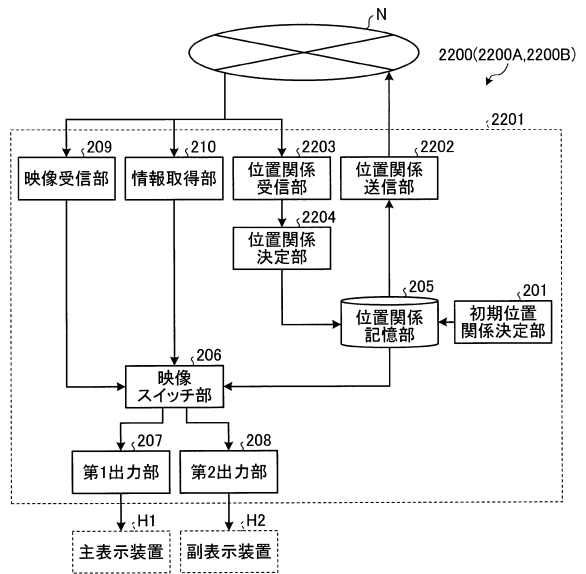 N
2200(2200A,2200B)
2201
209
映像受信部
210
情報取得部
2203
位置関係
受信部
2202
位置関係
送信部
2204
位置関係
決定部
205
位置関係
記憶部
201
初期位置
関係決定部
206
映像
スイッチ部
207
第1出力部
208
第2出力部
H1
主表示装置
H2
副表示装置